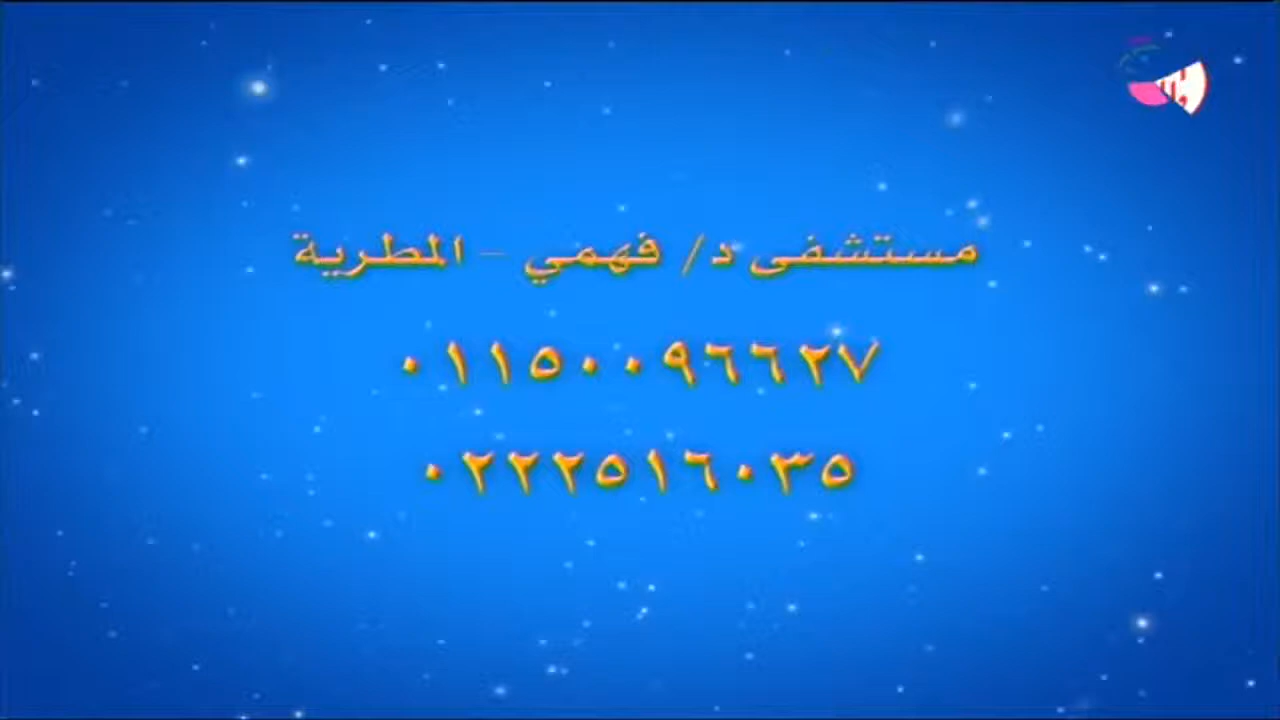 مستشفى د/ فهمي - المطرية
٠١١٥٠٠٩٦٦٢٧
٠٢٢٢٥١٦٠٣٥